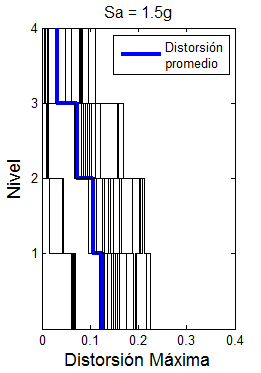 Sa = 1.5g
Distorsión
promedio
4
3
2
1
0
Nivel
0
0.1
0.2
0.3
0.4
Distorsión Máxima